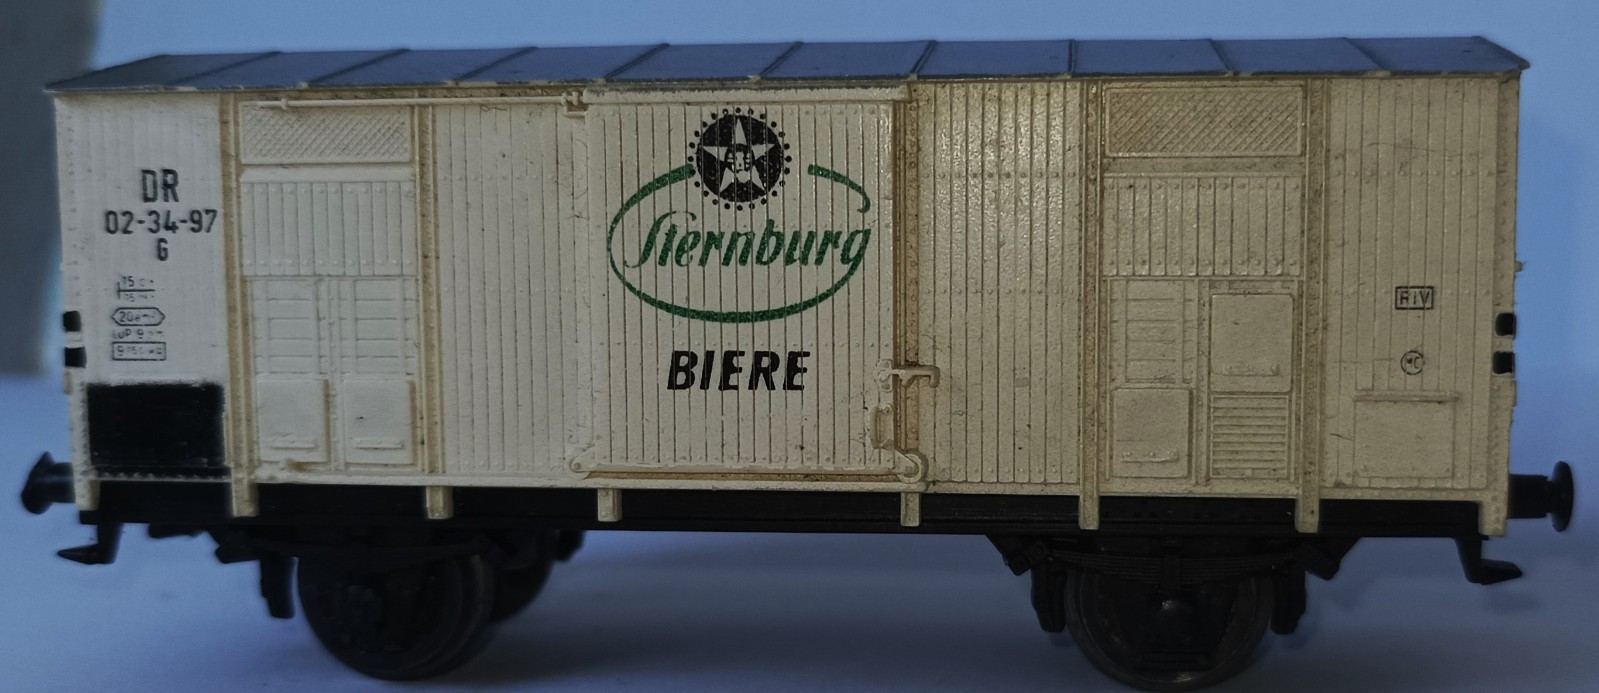 DR
02-34-97
G
Sternburg
BIERE
RIV